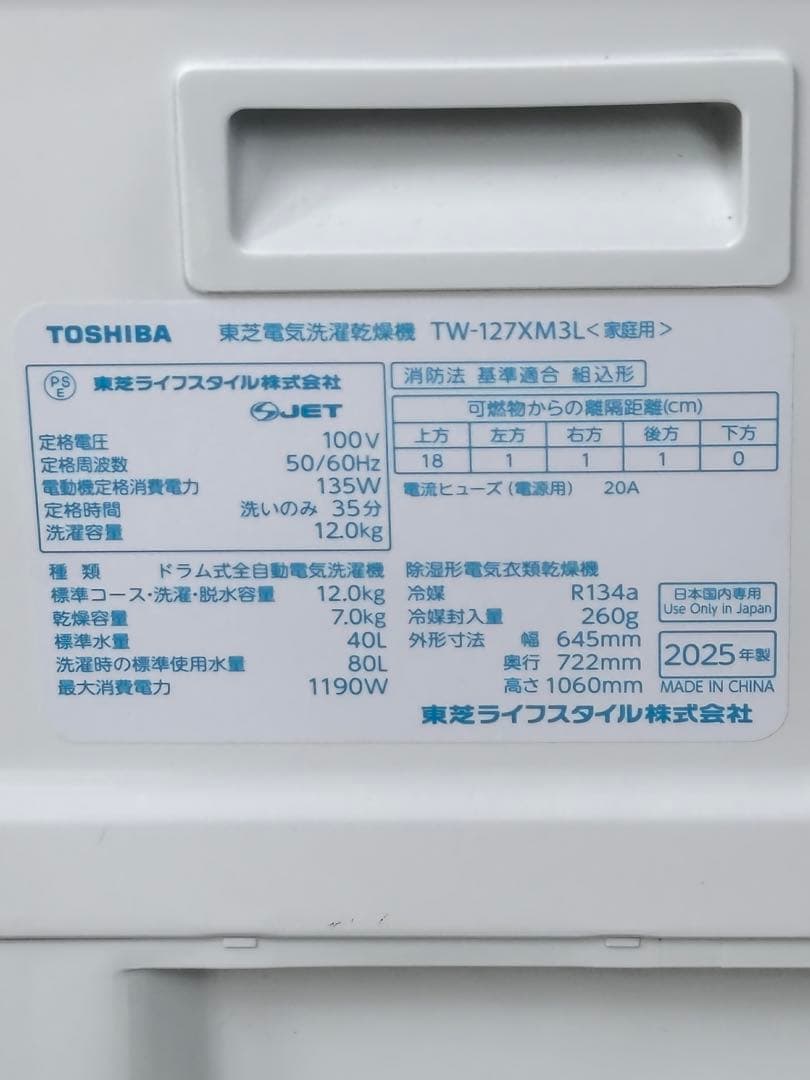 TOSHIBA 東芝電気洗濯乾燥機 TW-127XM3L<家庭用>
PS E 東芝ライフスタイル株式会社
JET
定格電圧 100V
定格周波数 50/60Hz
電動機定格消費電力 135W
定格時間 洗いのみ 35分
洗濯容量 12.0kg
消防法 基準適合 組込形
可燃物からの離隔距離(cm)
上方 左方 右方 後方 下方
18 1 1 1 0
電流ヒューズ(電源用) 20A
種類 ドラム式全自動電気洗濯機
標準コース・洗濯・脱水容量 12.0kg
乾燥容量 7.0kg
標準水量 40L
洗濯時の標準使用水量 80L
最大消費電力 1190W
除湿形電気衣類乾燥機
冷媒 R134a
冷媒封入量 260g
外形寸法 幅 645mm
奥行 722mm
高さ 1060mm
日本国内専用
Use Only in Japan
2025年製
MADE IN CHINA
東芝ライフスタイル株式会社